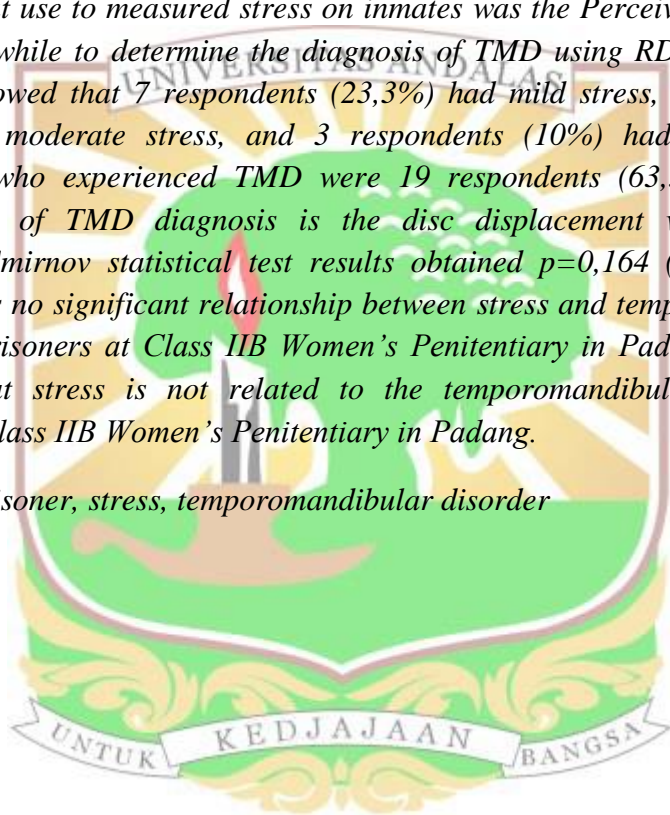 t use to measured stress on inmates was the Perceiv
while to determine the diagnosis of TMD using RD
UNIVERSITAS ANDALAS
owed that 7 respondents (23,3%) had mild stress,
moderate stress, and 3 respondents (10%) had
who experienced TMD were 19 respondents (63,
of TMD diagnosis is the disc displacement
mirnov statistical test results obtained p=0,164 (
no significant relationship between stress and temp
risoners at Class IIB Women's Penitentiary in Pad
at stress is not related to the temporomandibul
lass IIB Women's Penitentiary in Padang.
isoner, stress, temporomandibular disorder
UNTUK KEDJAJAAN BANGSA